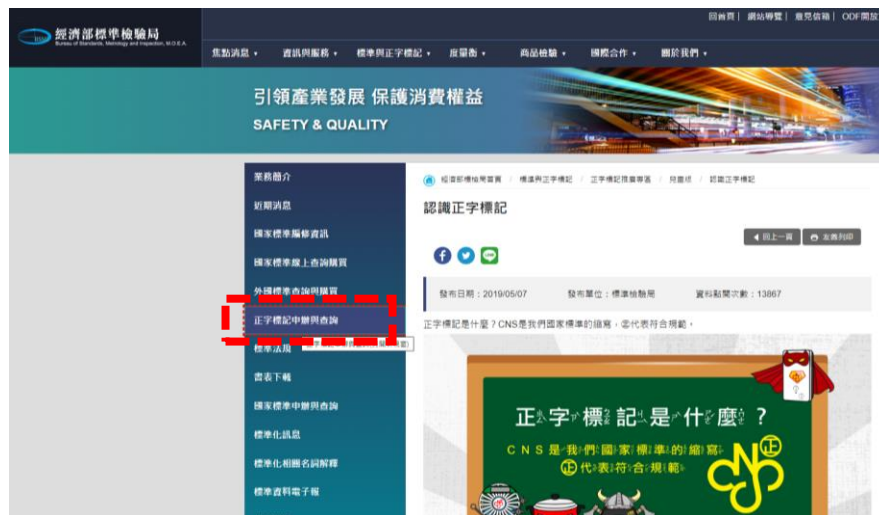 回首頁│ 網站導覽│ 意見信箱│ ODF開放
經濟部標準檢驗局
Bureau of Standards, Metrology and Inspection, M.O.E.A.
焦點消息 資訊與服務 標準與正字標記 度量衡 商品檢驗 國際合作 關於我們
引領產業發展 保護消費權益
SAFETY & QUALITY
業務簡介
近期消息
國家標準編修資訊
國家標準線上查詢購買
外國標準查詢與購買
正字標記申辦與查詢
標準法規
書表下載
國家標準申辦與查詢
標準化訊息
標準化相關名詞解釋
標準資料電子報
經濟部標檢局首頁 / 標準與正字標記 / 正字標記推廣專區 / 兒童版 / 認識正字標記
認識正字標記
回上一頁 友善列印
發布日期：2019/05/07 發布單位：標準檢驗局 資料點閱次數：13867
正字標記是什麼？CNS是我們國家標準的縮寫，㊣代表符合規範。
正字標記是什麼？
CNS是我們國家標準的縮寫，
㊣代表符合規範。